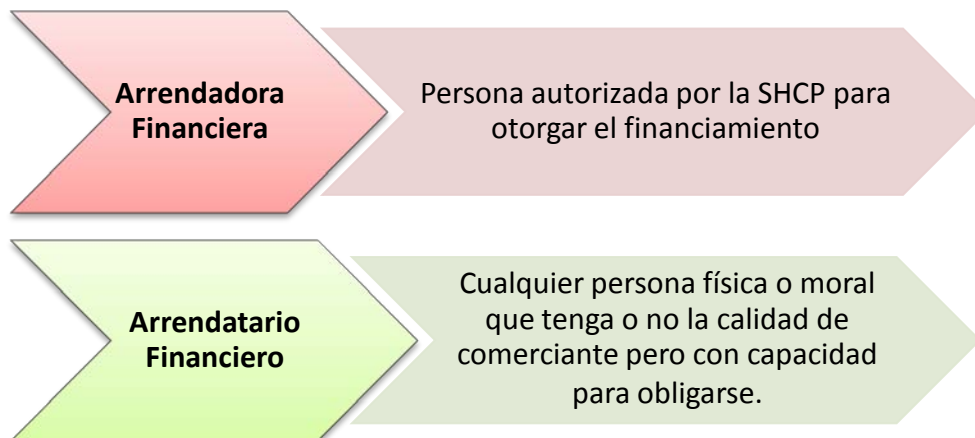 Arrendadora
Financiera
Persona autorizada por la SHCP para
otorgar el financiamiento
Arrendatario
Financiero
Cualquier persona física o moral
que tenga o no la calidad de
comerciante pero con capacidad
para obligarse.